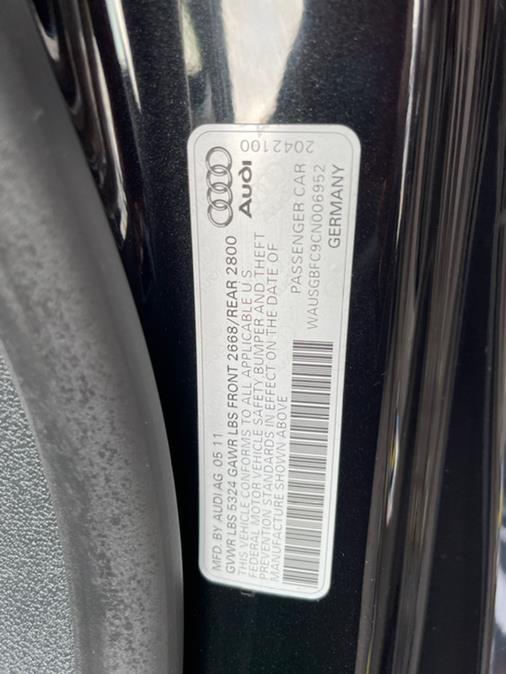 MFD. BY AUDI AG 05 11
GVWR LBS 5324 GAWR LBS FRONT 2668/REAR 2800
THIS VEHICLE CONFORMS TO ALL APPLICABLE U S
FEDERAL MOTOR VEHICLE SAFETY,BUMPER AND THEFT
PREVENTION STANDARDS IN EFFECT ON THE DATE OF
MANUFACTURE SHOWN ABOVE
PASSENGER CAR
WAUSGBFC9CN006952
GERMANY
Audi
2042100